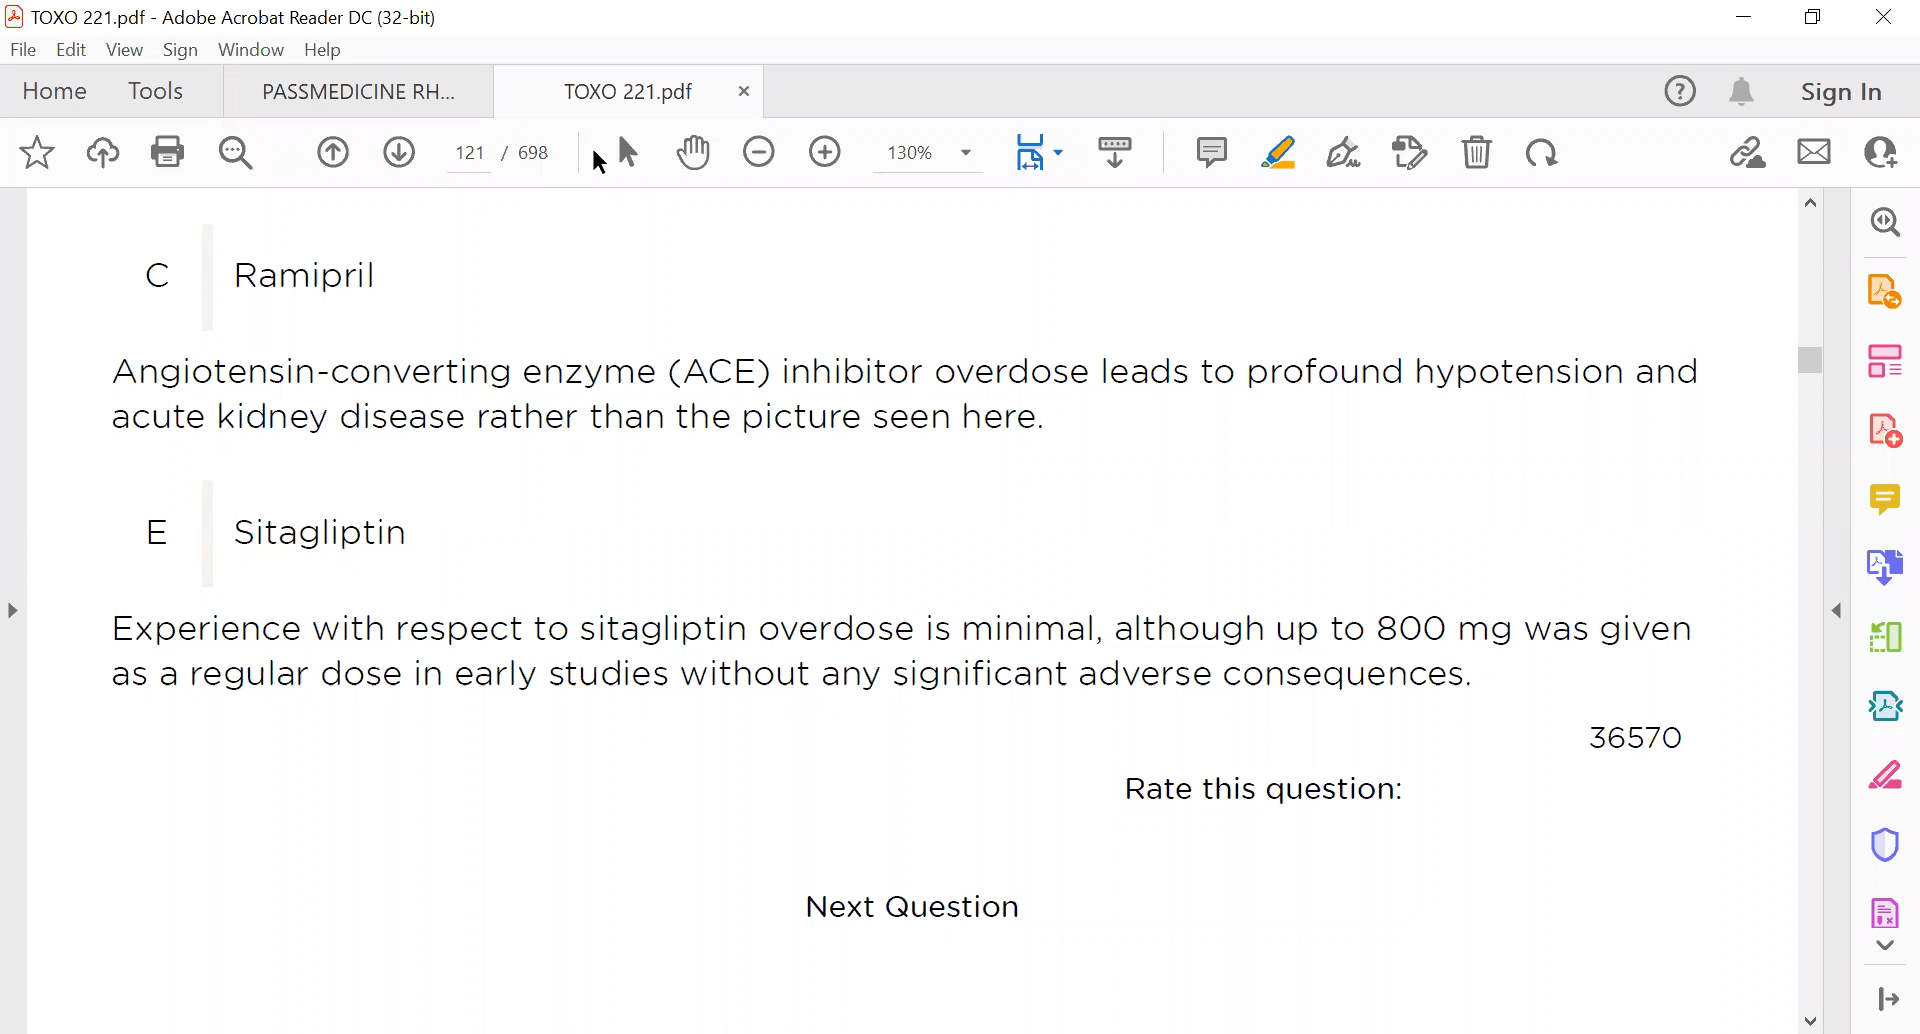 TOXO 221.pdf - Adobe Acrobat Reader DC (32-bit)
File Edit View Sign Window Help
Home Tools PASSMEDICINE RH... TOXO 221.pdf × Sign In
121 / 698 130%
C Ramipril
Angiotensin-converting enzyme (ACE) inhibitor overdose leads to profound hypotension and
acute kidney disease rather than the picture seen here.
E Sitagliptin
Experience with respect to sitagliptin overdose is minimal, although up to 800 mg was given
as a regular dose in early studies without any significant adverse consequences.
36570
Rate this question:
Next Question